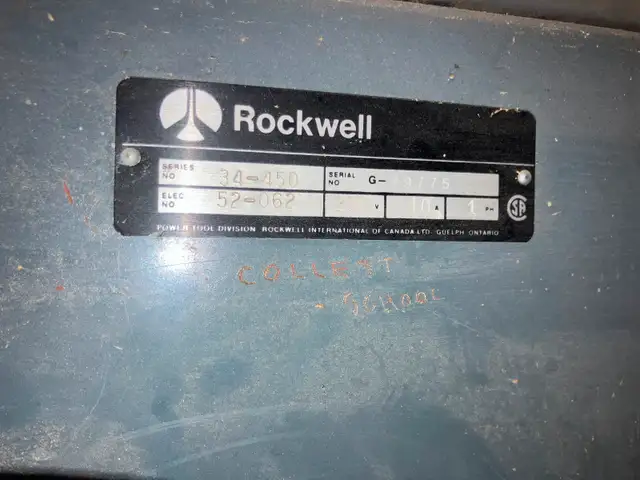 Rockwell
SERIES NO 34-450 SERIAL NO G-
ELEC NO 52-062 V 10 A 1 PH
POWER TOOL DIVISION ROCKWELL INTERNATIONAL OF CANADA LTD. GUELPH ONTARIO
SCHOOL